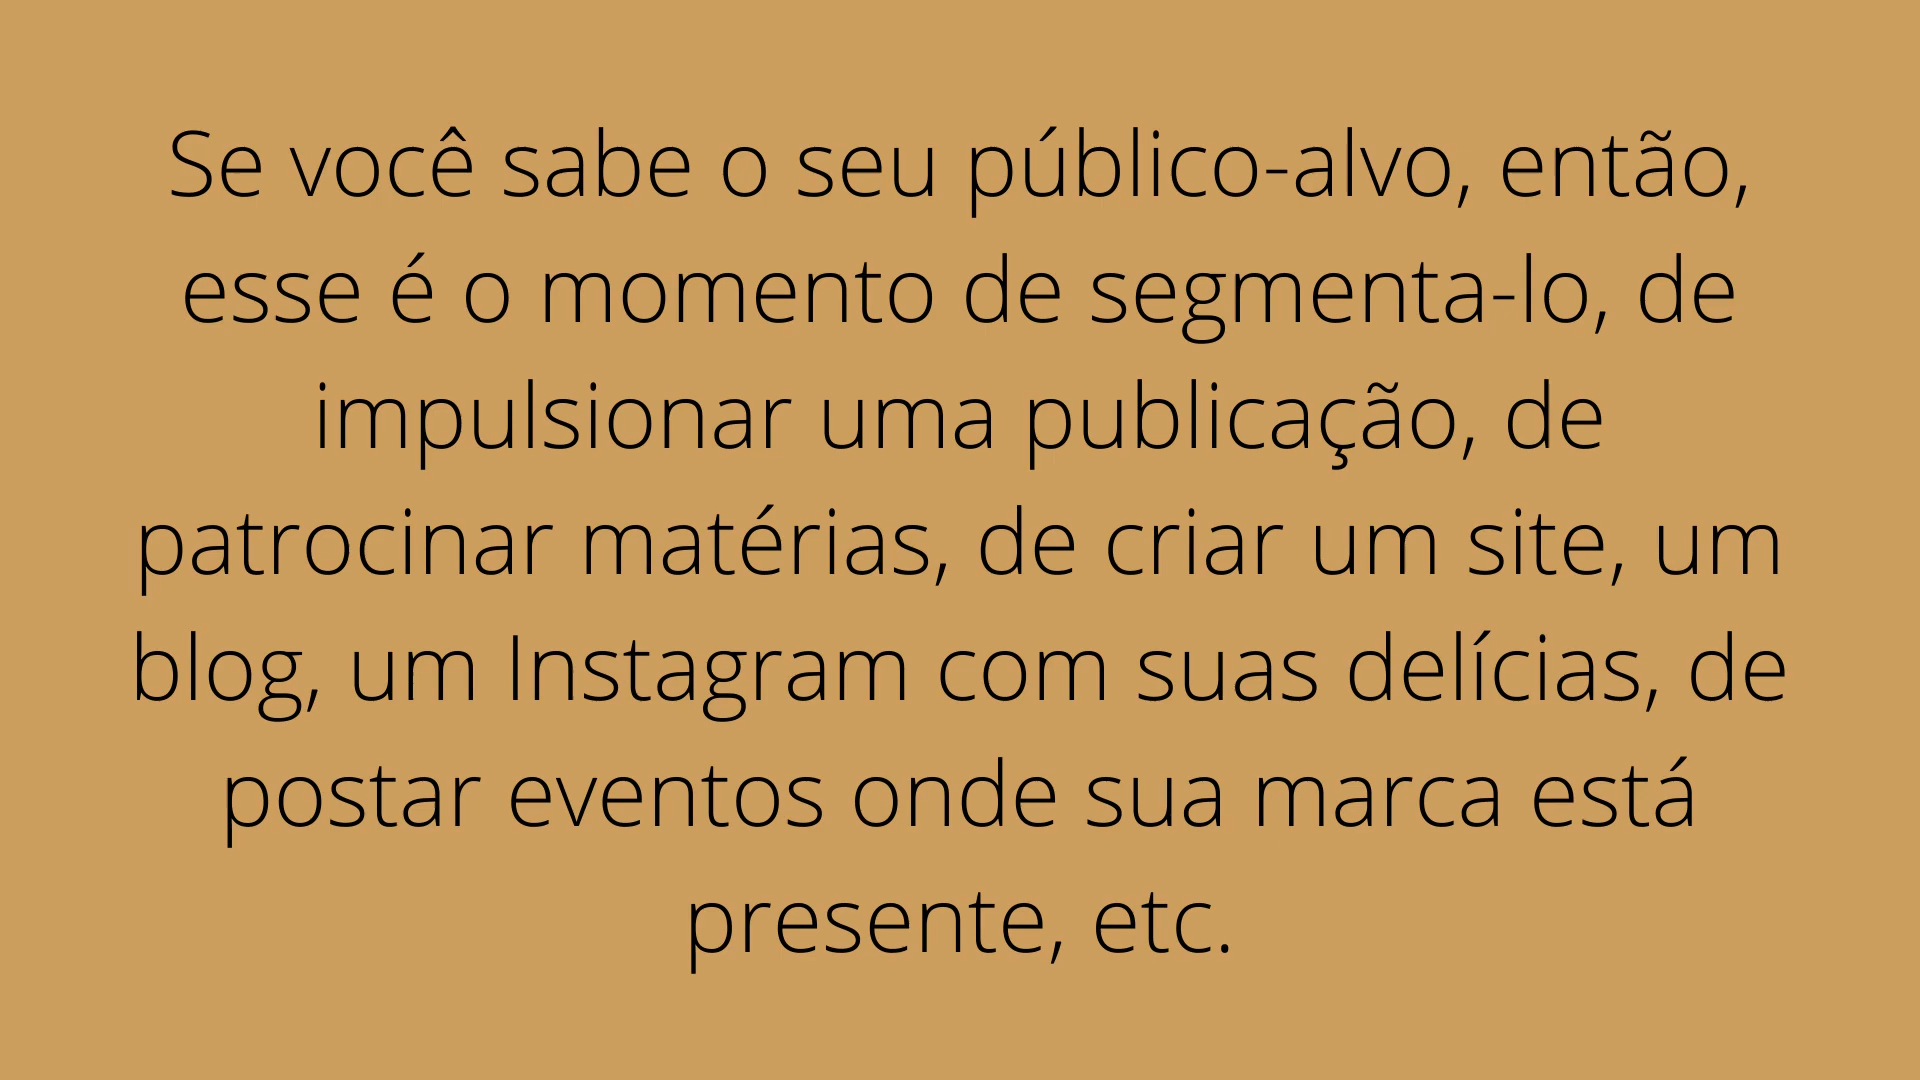 Se você sabe o seu público-alvo, então,
esse é o momento de segmenta-lo, de
impulsionar uma publicação, de
patrocinar matérias, de criar um site, um
blog, um Instagram com suas delícias, de
postar eventos onde sua marca está
presente, etc.